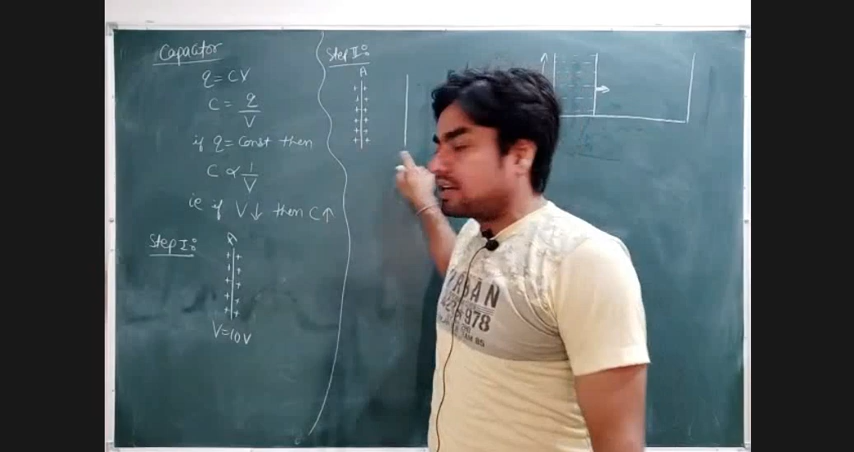 Capacitor
q = CV
C = q/V
if q = Const then
C ∝ 1/V
ie if V↓ then C↑
Step I:
A
V=10V
Step II:
A
URBAN
978